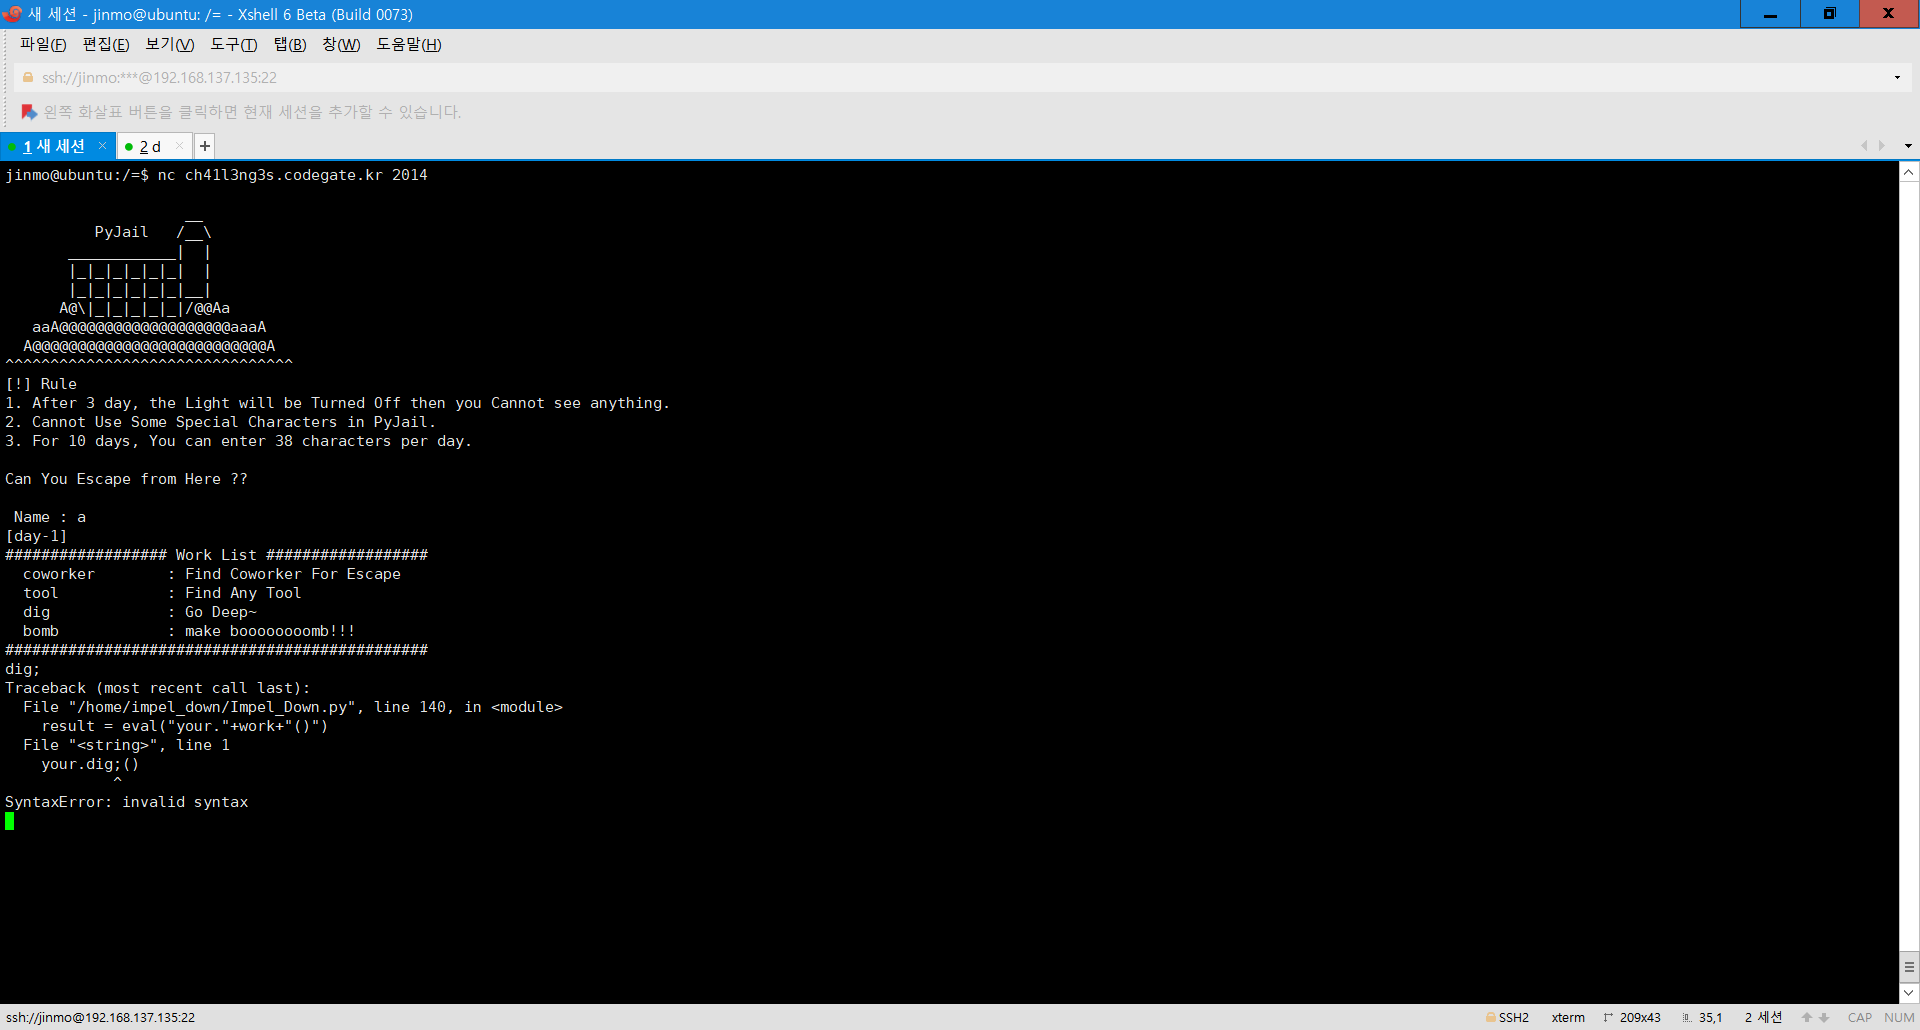 새 세션 - jinmo@ubuntu: /= - Xshell 6 Beta (Build 0073)
파일(F) 편집(E) 보기(V) 도구(T) 탭(B) 창(W) 도움말(H)
ssh://jinmo:***@192.168.137.135:22
왼쪽 화살표 버튼을 클릭하면 현재 세션을 추가할 수 있습니다.
1 새 세션 × 2 d × +
jinmo@ubuntu:/=$ nc ch41l3ng3s.codegate.kr 2014
                    __
          PyJail   /__\
       ____________|  |
       |_|_|_|_|_|_|  |
       |_|_|_|_|_|_|__|
      A@\|_|_|_|_|_|/@@Aa
   aaA@@@@@@@@@@@@@@@@@@@aaaA
  A@@@@@@@@@@@@@@@@@@@@@@@@@@A
^^^^^^^^^^^^^^^^^^^^^^^^^^^^^^^^
[!] Rule
1. After 3 day, the Light will be Turned Off then you Cannot see anything.
2. Cannot Use Some Special Characters in PyJail.
3. For 10 days, You can enter 38 characters per day.
Can You Escape from Here ??
 Name : a
[day-1]
################## Work List ##################
  coworker        : Find Coworker For Escape
  tool            : Find Any Tool
  dig             : Go Deep~
  bomb            : make boooooooomb!!!
###############################################
dig;
Traceback (most recent call last):
  File "/home/impel_down/Impel_Down.py", line 140, in <module>
    result = eval("your."+work+"()")
  File "<string>", line 1
    your.dig;()
            ^
SyntaxError: invalid syntax
ssh://jinmo@192.168.137.135:22 SSH2 xterm 209x43 35,1 2 세션 CAP NUM